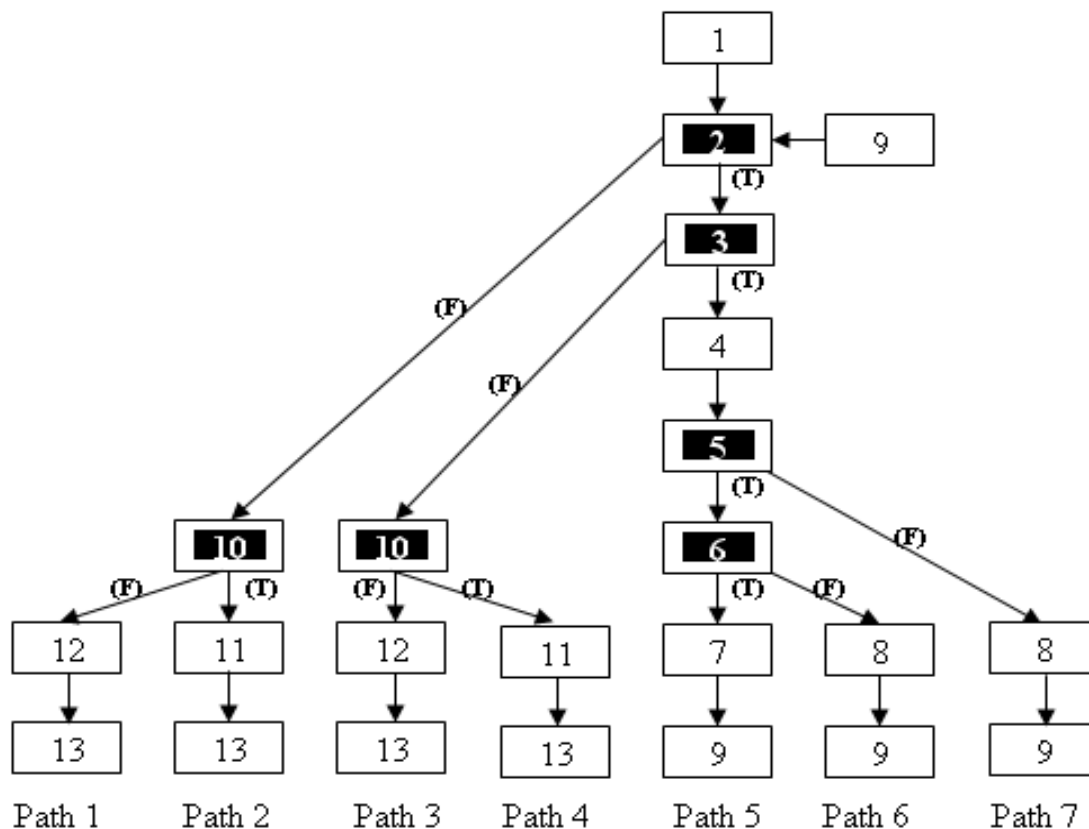 1
2
9
(T)
3
(T)
(F)
4
(F)
5
(T)
(F)
10
10
6
(F)
(T)
(F)
(T)
(T)
(F)
12
11
12
11
7
8
8
13
13
13
13
9
9
9
Path 1
Path 2
Path 3
Path 4
Path 5
Path 6
Path 7